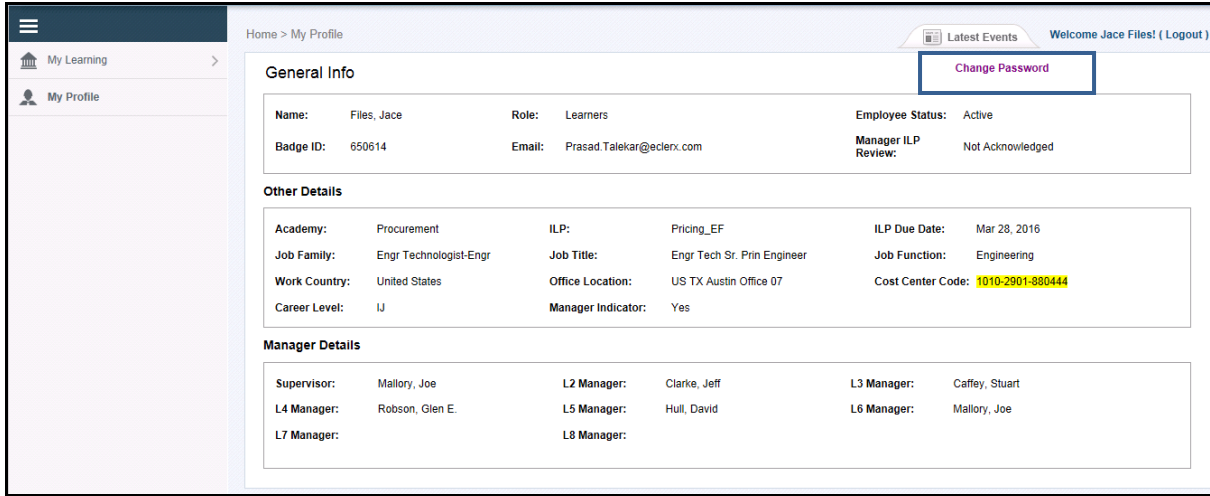 Home > My Profile
Latest Events
Welcome Jace Files! ( Logout )
My Learning
My Profile
General Info
Change Password
Name: Files, Jace Role: Learners Employee Status: Active
Badge ID: 650614 Email: Prasad.Talekar@eclerx.com Manager ILP Review: Not Acknowledged
Other Details
Academy: Procurement ILP: Pricing_EF ILP Due Date: Mar 28, 2016
Job Family: Engr Technologist-Engr Job Title: Engr Tech Sr. Prin Engineer Job Function: Engineering
Work Country: United States Office Location: US TX Austin Office 07 Cost Center Code: 1010-2901-880444
Career Level: IJ Manager Indicator: Yes
Manager Details
Supervisor: Mallory, Joe L2 Manager: Clarke, Jeff L3 Manager: Caffey, Stuart
L4 Manager: Robson, Glen E. L5 Manager: Hull, David L6 Manager: Mallory, Joe
L7 Manager: L8 Manager: